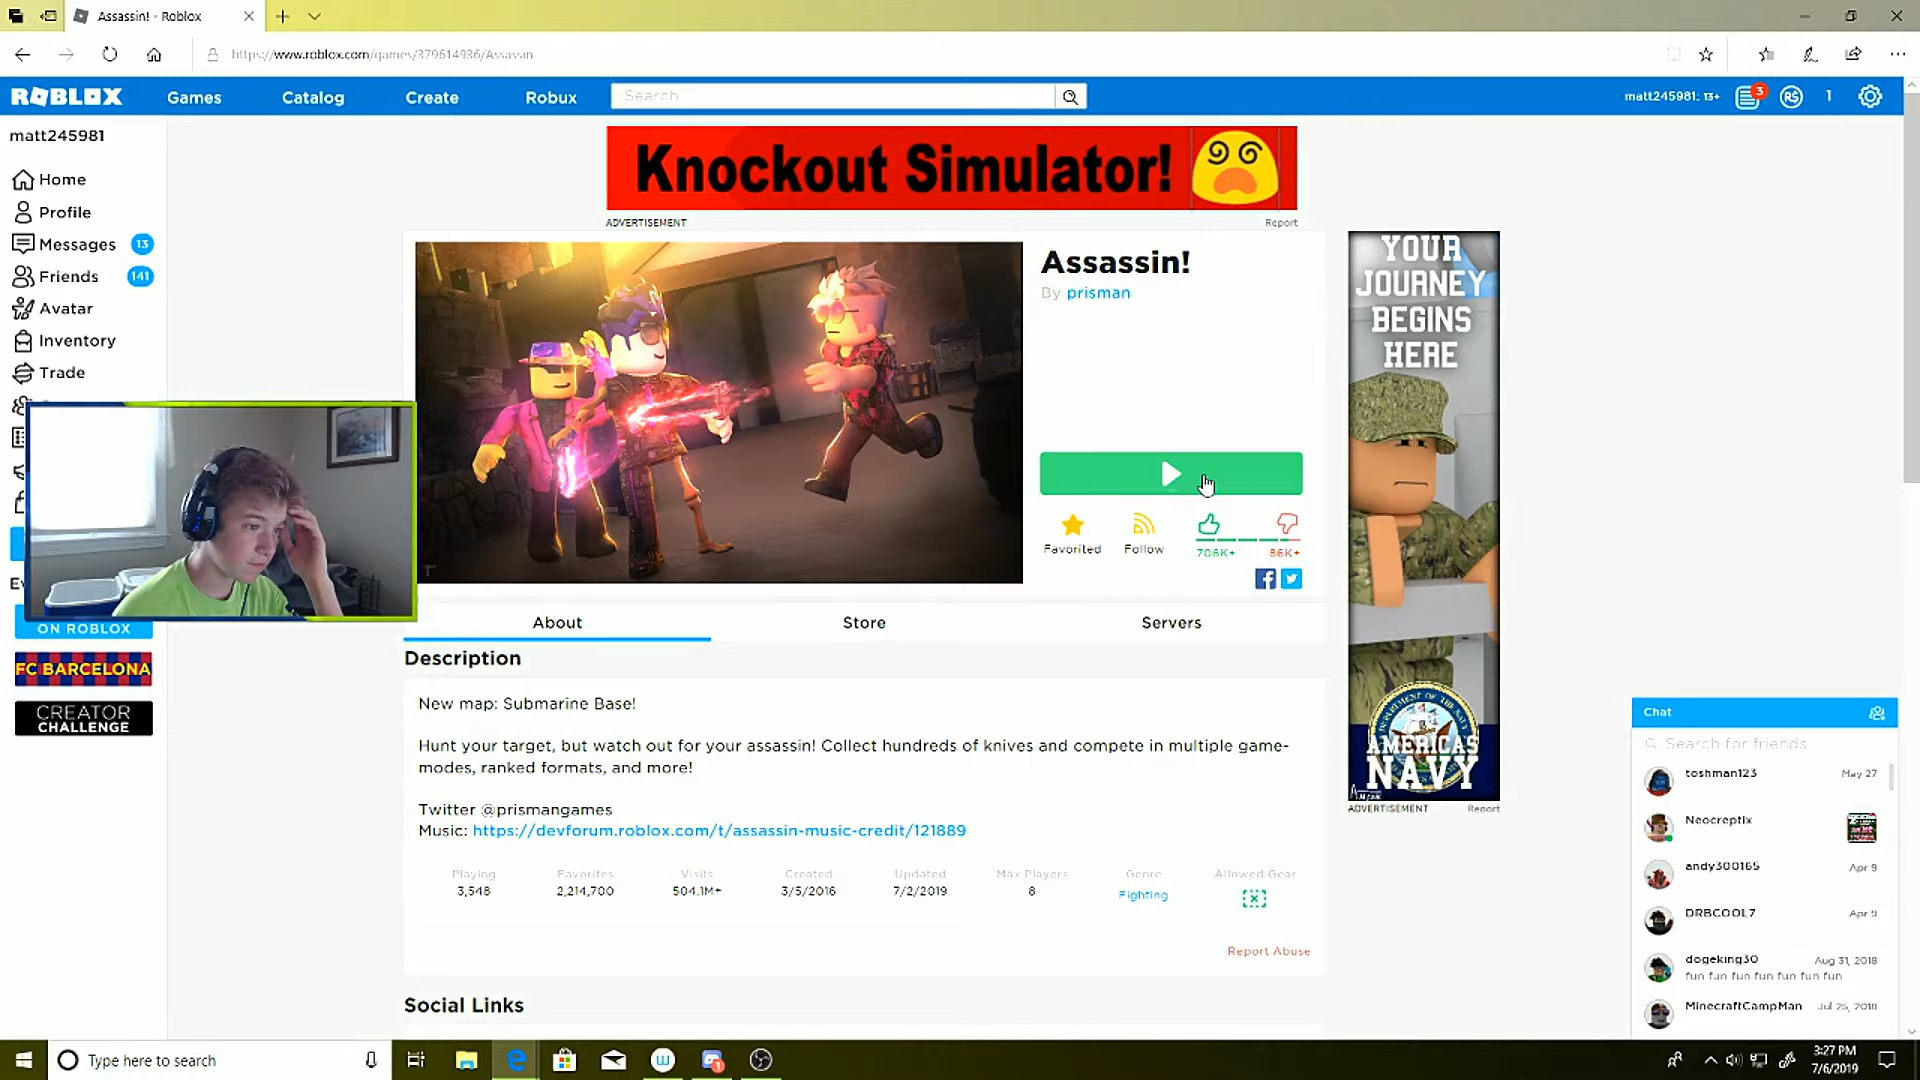 Assassin! - Roblox
https://www.roblox.com/games/379614936/Assassin
ROBLOX
Games
Catalog
Create
Robux
Search
matt245981: 13+
3
R$
1
matt245981
Home
Profile
Messages 13
Friends 141
Avatar
Inventory
Trade
Ev
ON ROBLOX
FC BARCELONA
CREATOR
CHALLENGE
Knockout Simulator!
ADVERTISEMENT
Report
Assassin!
By prisman
Favorited
Follow
706K+
86K+
About
Store
Servers
Description
New map: Submarine Base!
Hunt your target, but watch out for your assassin! Collect hundreds of knives and compete in multiple game-
modes, ranked formats, and more!
Twitter @prismangames
Music: https://devforum.roblox.com/t/assassin-music-credit/121889
Playing
3,548
Favorites
2,214,700
Visits
504.1M+
Created
3/5/2016
Updated
7/2/2019
Max Players
8
Genre
Fighting
Allowed Gear
Report Abuse
Social Links
YOUR
JOURNEY
BEGINS
HERE
AMERICAS
NAVY
ADVERTISEMENT
Report
Chat
Search for friends
toshman123
May 27
Neocreptix
andy300165
Apr 9
DRBCOOL7
Apr 9
dogeking30
Aug 31, 2018
fun fun fun fun fun fun fun
MinecraftCampMan
Jul 25, 2018
Type here to search
1
3:27 PM
7/6/2019